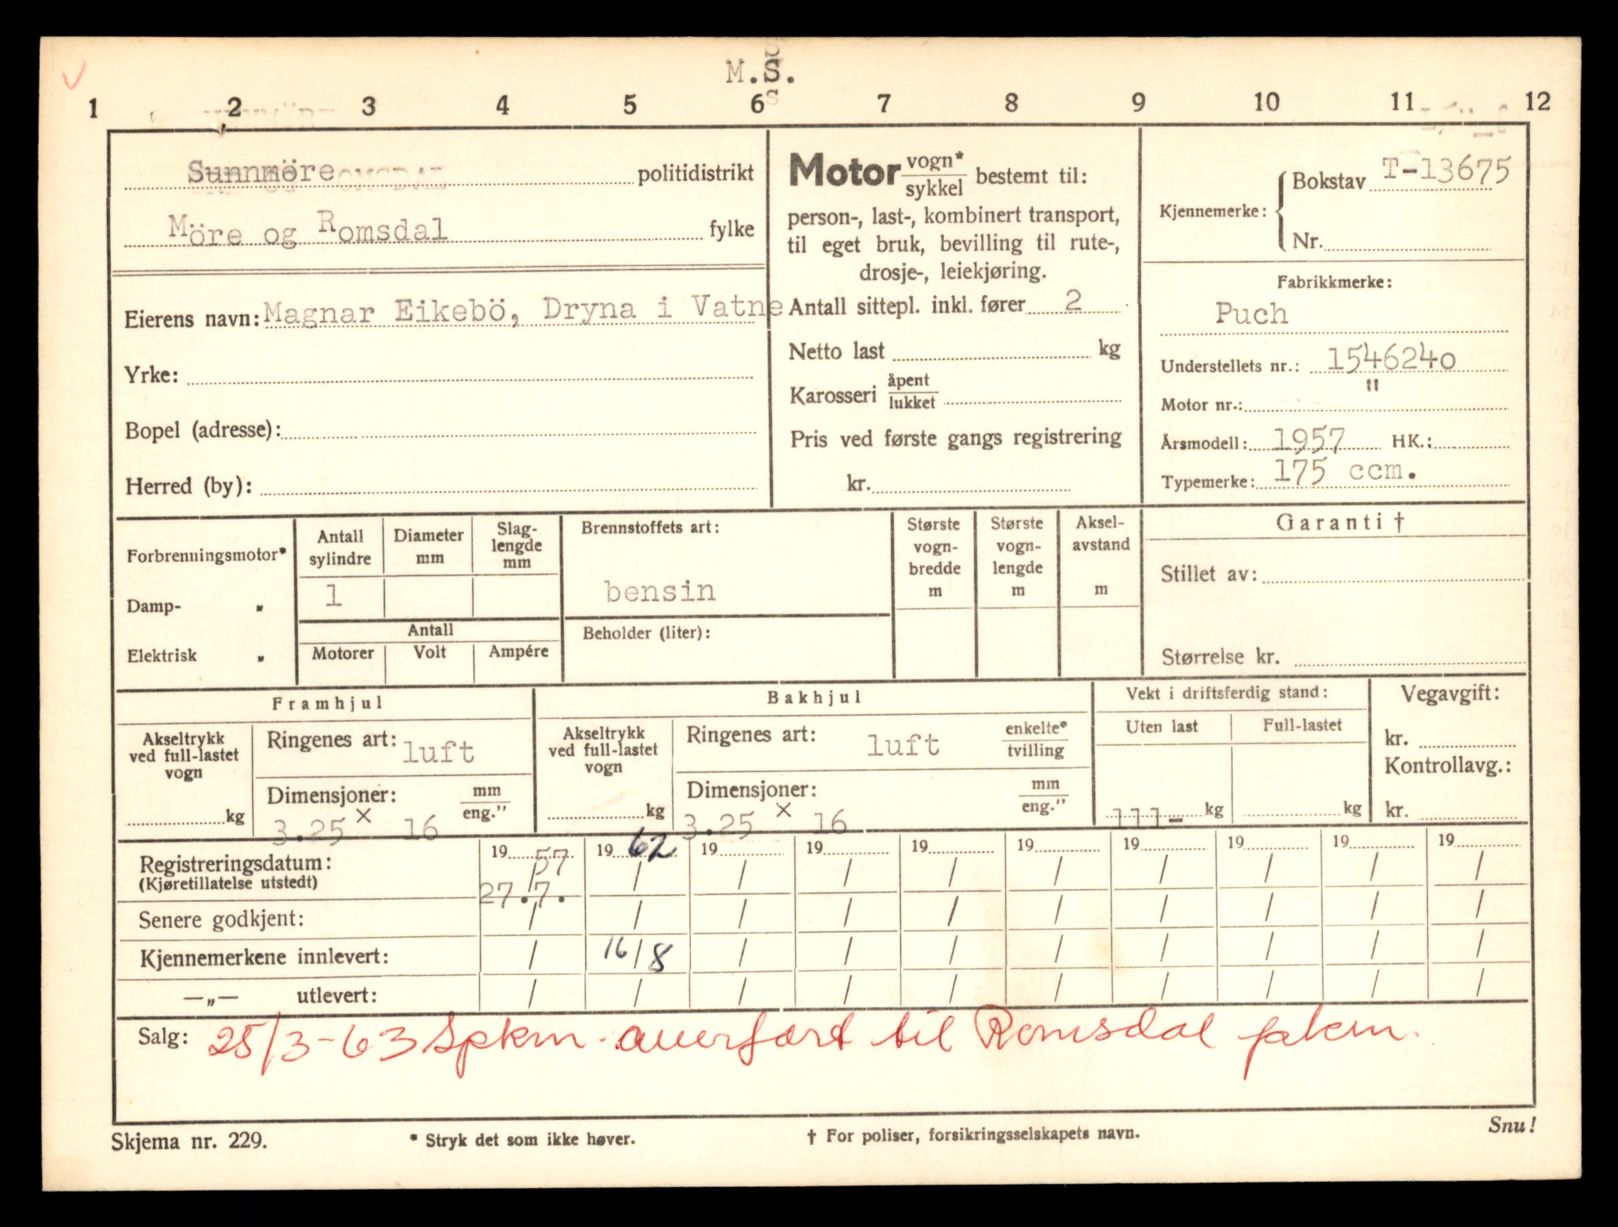 M.S.
1 2 3 4 5 6 7 8 9 10 11 12
Sunnmöre politidistrikt
Möre og Romsdal fylke
Eierens navn: Magnar Eikebö, Dryna i Vatne
Yrke:
Bopel (adresse):
Herred (by):
Motor vogn* / sykkel bestemt til:
person-, last-, kombinert transport,
til eget bruk, bevilling til rute-,
drosje-, leiekjøring.
Antall sittepl. inkl. fører 2
Netto last kg
Karosseri åpent / lukket
Pris ved første gangs registrering
kr.
Kjennemerke: Bokstav T-13675
Nr.
Fabrikkmerke:
Puch
Understellets nr.: 1546240
Motor nr.: "
Årsmodell: 1957 HK.:
Typemerke: 175 ccm.
Forbrenningsmotor*
Damp- „
Elektrisk „
Antall sylindre Diameter mm Slag-lengde mm
1
Antall
Motorer Volt Ampére
Brennstoffets art:
bensin
Beholder (liter):
Største vogn-bredde m Største vogn-lengde m Aksel-avstand m
Garanti †
Stillet av:
Størrelse kr.
Framhjul
Akseltrykk ved full-lastet vogn
kg
Ringenes art: luft
Dimensjoner: mm / eng."
3.25 × 16
Bakhjul
Akseltrykk ved full-lastet vogn
kg
Ringenes art: luft enkelte* / tvilling
Dimensjoner: mm / eng."
3.25 × 16
Vekt i driftsferdig stand:
Uten last Full-lastet
111- kg kg
Vegavgift:
kr.
Kontrollavg.:
kr.
Registreringsdatum: 19 57 19 62 19 19 19 19 19 19 19 19
(Kjøretillatelse utstedt) 27.7. / / / / / / / / /
Senere godkjent: / / / / / / / / / /
Kjennemerkene innlevert: / 16/8 / / / / / / / /
—„— utlevert: / / / / / / / / / /
Salg: 25/3-63 Spkm. overført til Romsdal pkm.
Skjema nr. 229. * Stryk det som ikke høver. † For poliser, forsikringsselskapets navn. Snu!